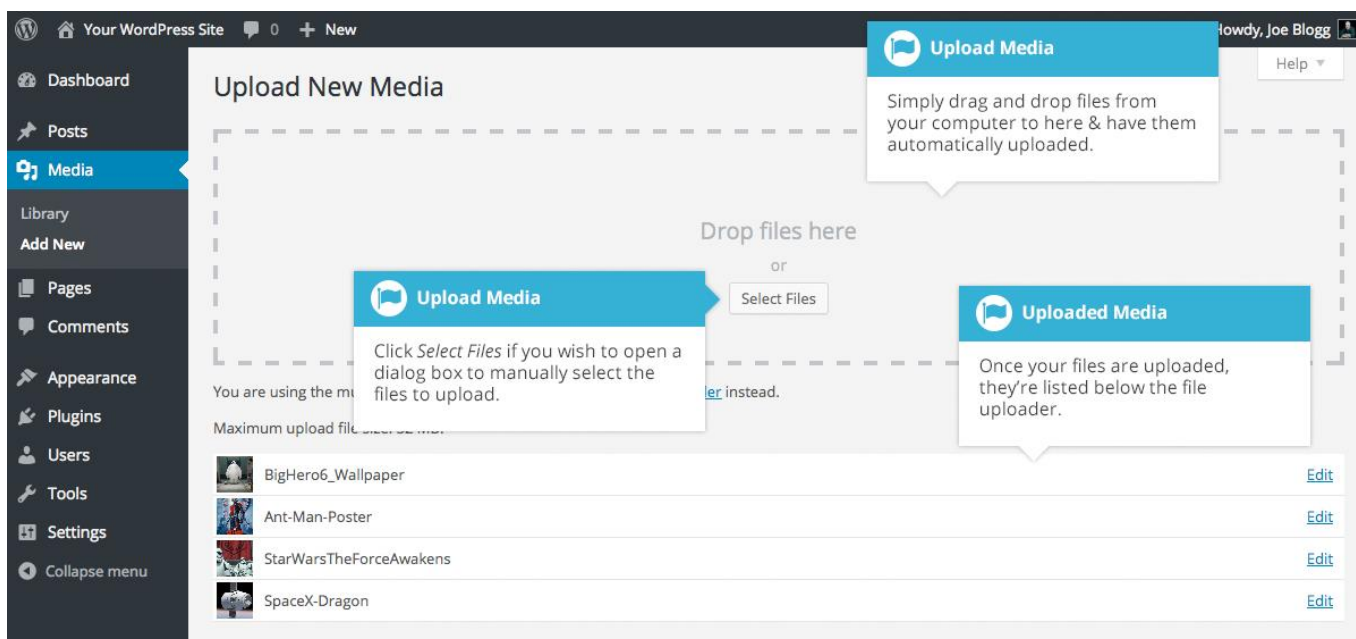 Your WordPress Site 0 + New
Howdy, Joe Blogg
Help
Dashboard
Posts
Media
Library
Add New
Pages
Comments
Appearance
Plugins
Users
Tools
Settings
Collapse menu
Upload New Media
Upload Media
Simply drag and drop files from
your computer to here & have them
automatically uploaded.
Drop files here
or
Select Files
Upload Media
Click Select Files if you wish to open a
dialog box to manually select the
files to upload.
Uploaded Media
Once your files are uploaded,
they're listed below the file
uploader.
You are using the instead.
Maximum upload file
BigHero6_Wallpaper Edit
Ant-Man-Poster Edit
StarWarsTheForceAwakens Edit
SpaceX-Dragon Edit